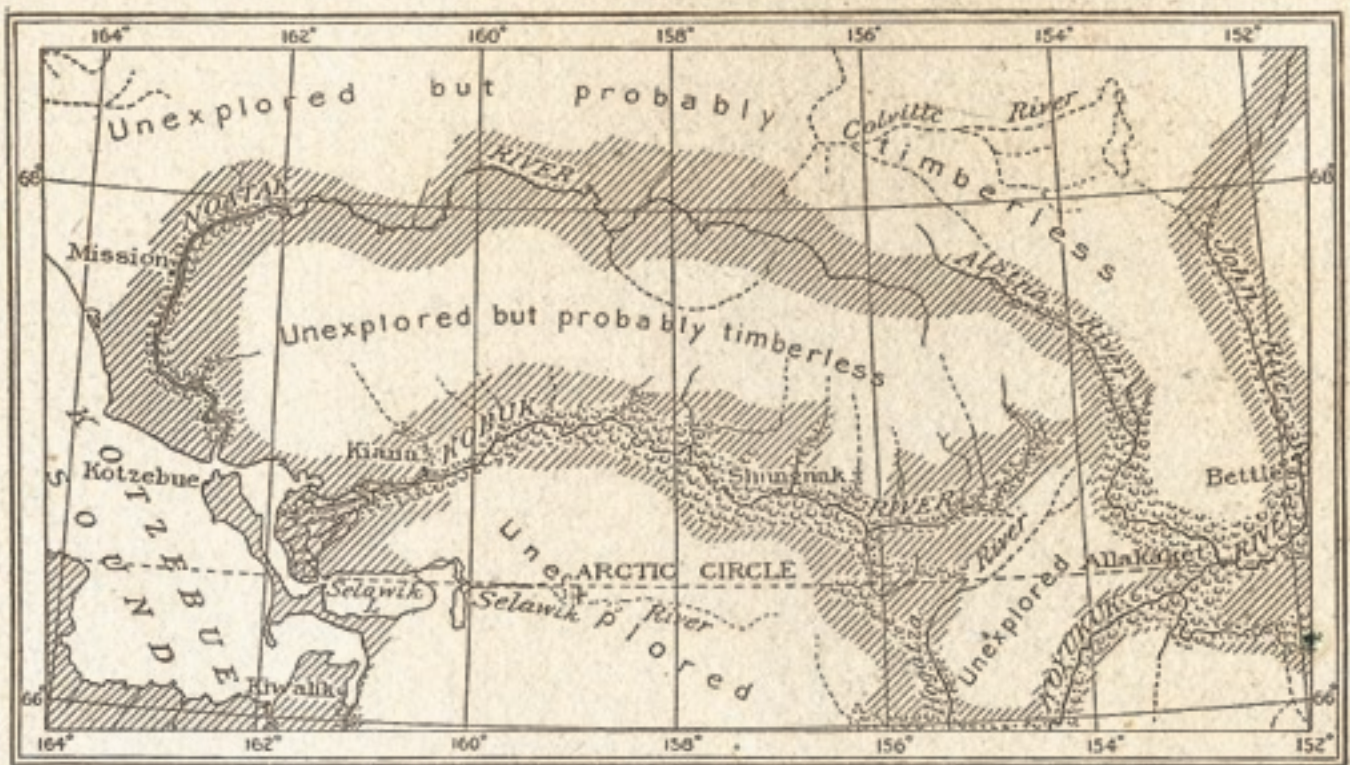 164° 162° 160° 158° 156° 154° 152°
Unexplored but probably timberless
Colville River
68°
68°
NOATAK RIVER
Mission
Alatna River
John River
Unexplored but probably timberless
KOBUK RIVER
Kiana
Shungnak
Kotzebue
KOTZEBUE SOUND
Bettles
River
Allakaket
ARCTIC CIRCLE
Selawik L.
Selawik River
Unexplored
Unexplored
KOYUKUK RIVER
Kiwalik
66°
66°
164° 162° 160° 158° 156° 154° 152°